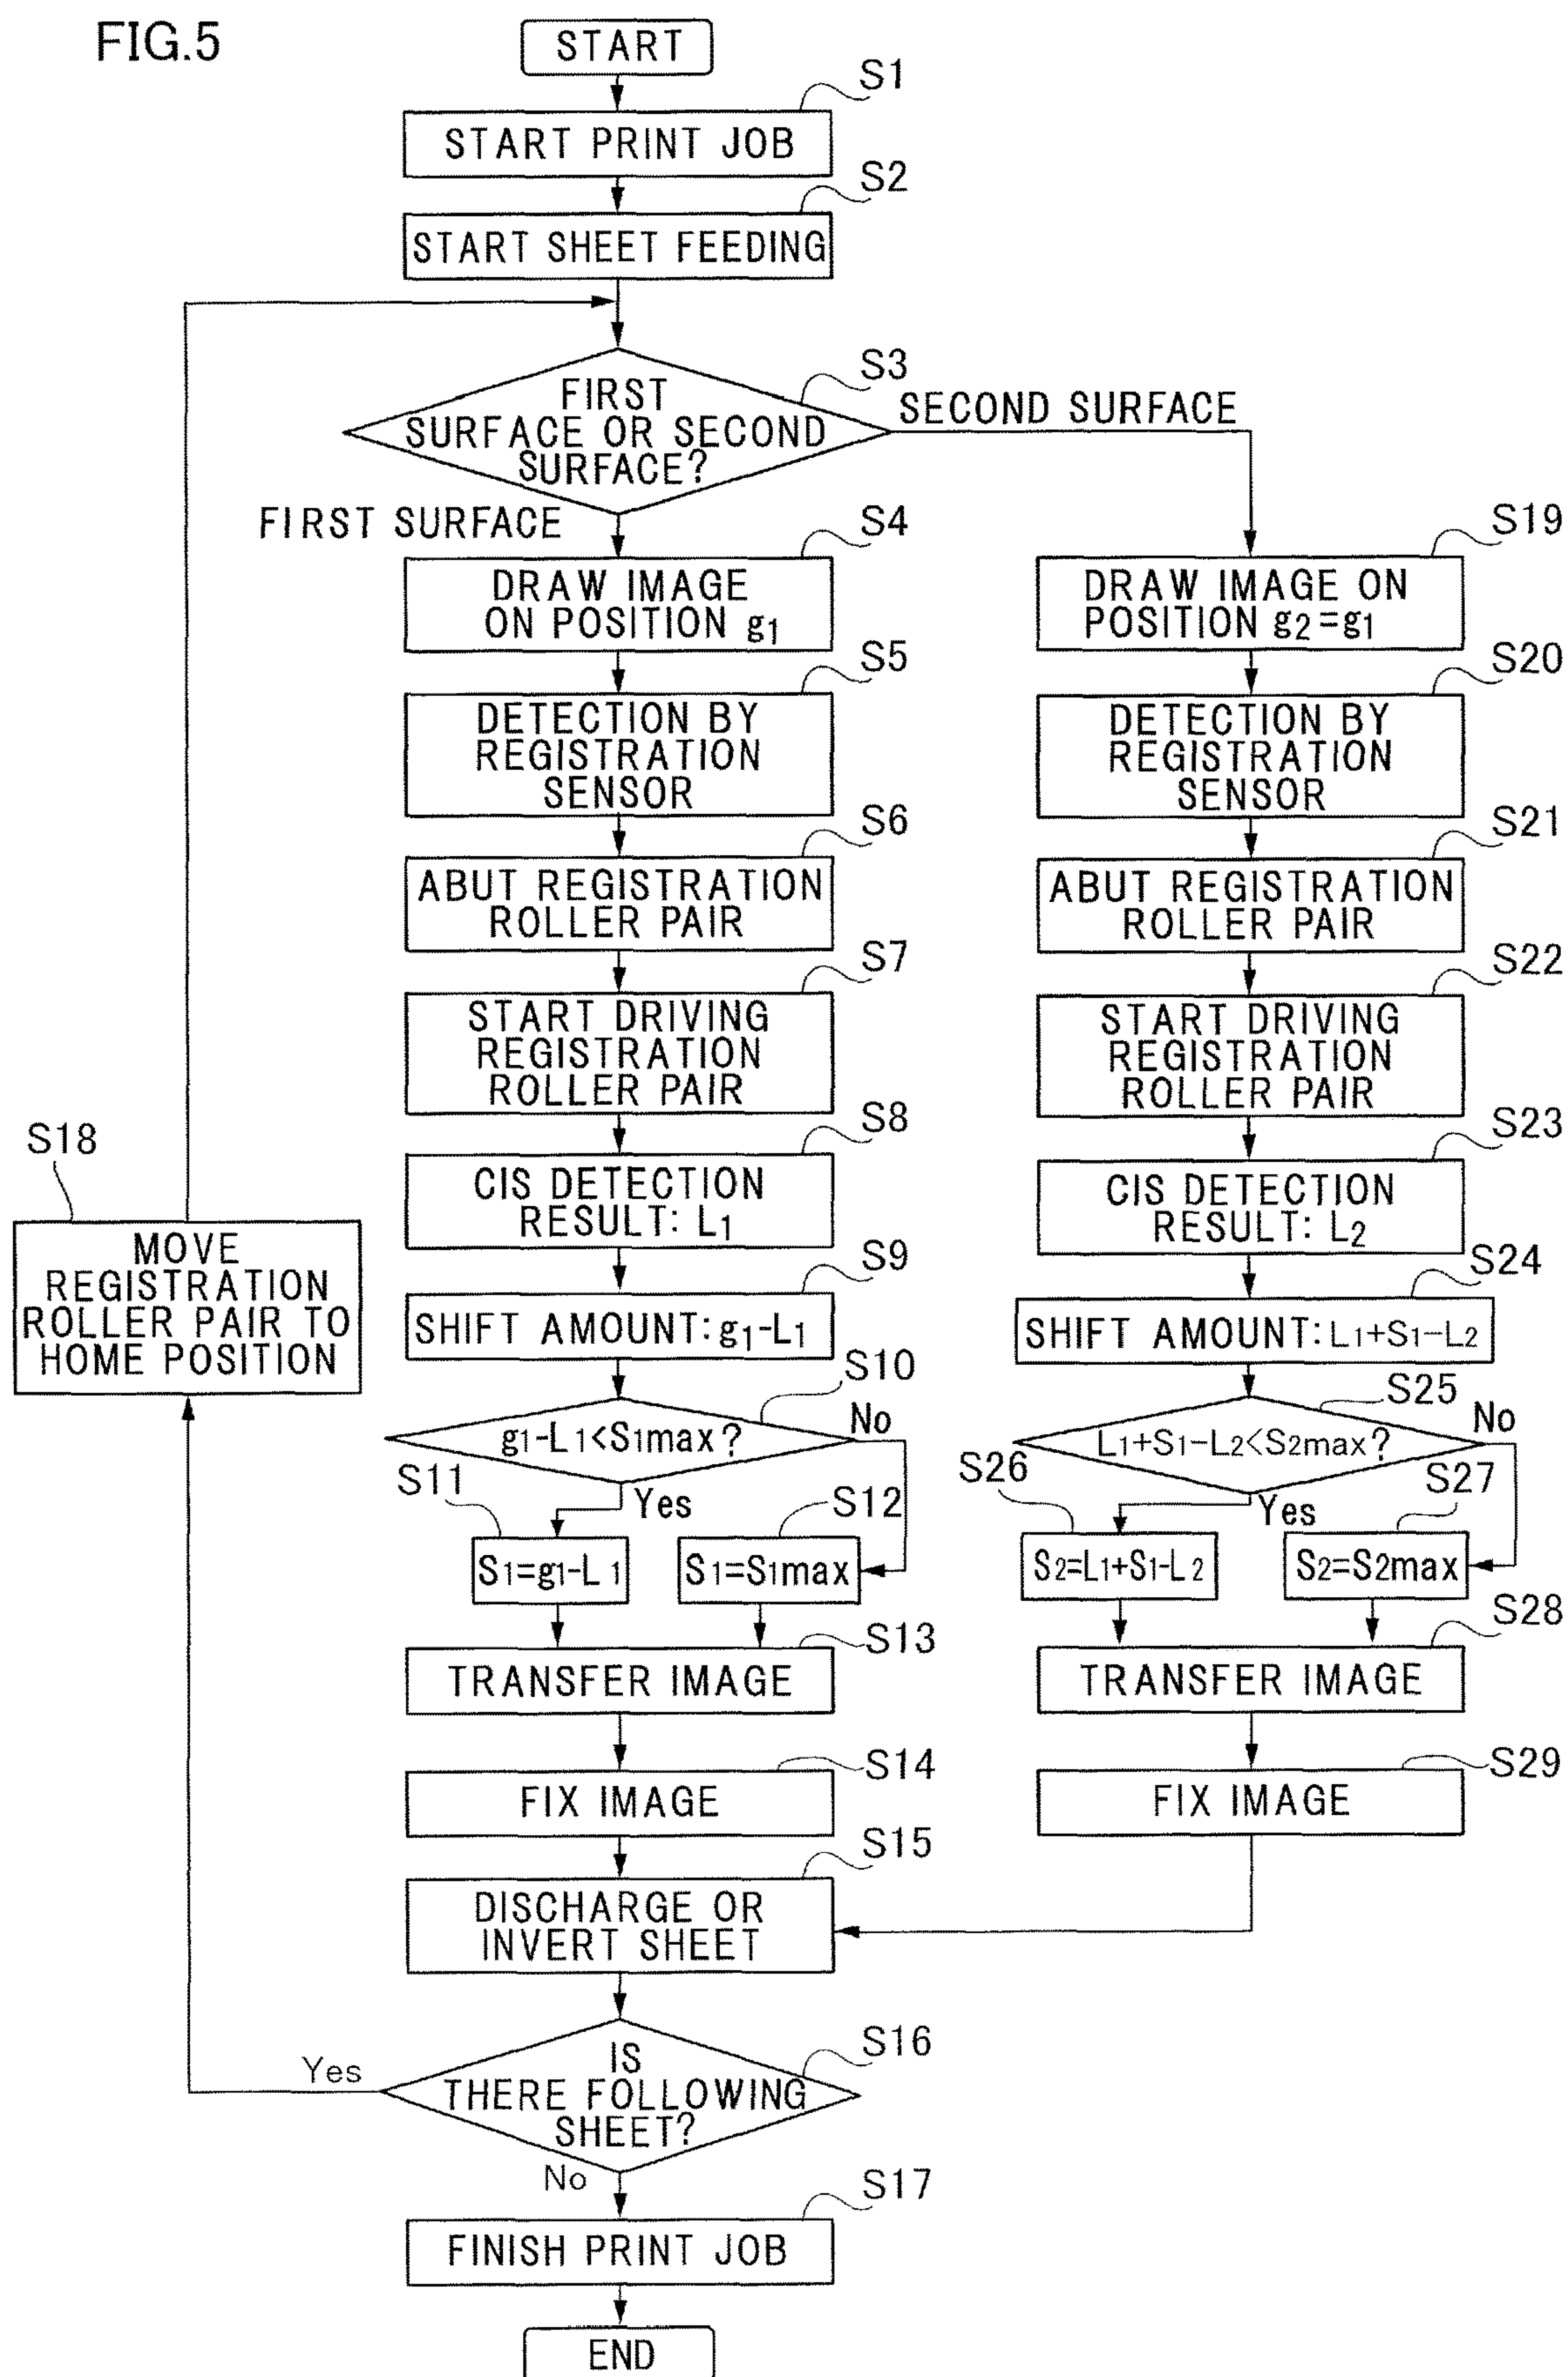 FIG.5
START
S1
START PRINT JOB
S2
START SHEET FEEDING
S3
FIRST
SURFACE OR SECOND
SURFACE?
SECOND SURFACE
FIRST SURFACE
S4
DRAW IMAGE
ON POSITION g1
S5
DETECTION BY
REGISTRATION
SENSOR
S6
ABUT REGISTRATION
ROLLER PAIR
S7
START DRIVING
REGISTRATION
ROLLER PAIR
S8
CIS DETECTION
RESULT: L1
S9
SHIFT AMOUNT: g1-L1
S10
g1-L1<S1max?
No
Yes
S11
S1=g1-L1
S12
S1=S1max
S13
TRANSFER IMAGE
S14
FIX IMAGE
S15
DISCHARGE OR
INVERT SHEET
S16
IS
THERE FOLLOWING
SHEET?
Yes
No
S17
FINISH PRINT JOB
END
S18
MOVE
REGISTRATION
ROLLER PAIR TO
HOME POSITION
S19
DRAW IMAGE ON
POSITION g2=g1
S20
DETECTION BY
REGISTRATION
SENSOR
S21
ABUT REGISTRATION
ROLLER PAIR
S22
START DRIVING
REGISTRATION
ROLLER PAIR
S23
CIS DETECTION
RESULT: L2
S24
SHIFT AMOUNT: L1+S1-L2
S25
L1+S1-L2<S2max?
No
Yes
S26
S2=L1+S1-L2
S27
S2=S2max
S28
TRANSFER IMAGE
S29
FIX IMAGE